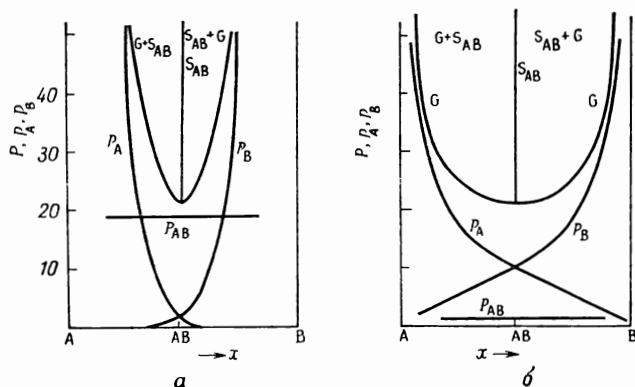 P, p_A, p_B
40
30
20
10
G+S_AB
S_AB+G
S_AB
p_A
p_B
p_AB
A
AB
B
→x
а
P, p_A, p_B
G+S_AB
S_AB+G
S_AB
G
G
p_A
p_B
p_AB
A
AB
B
x→
б